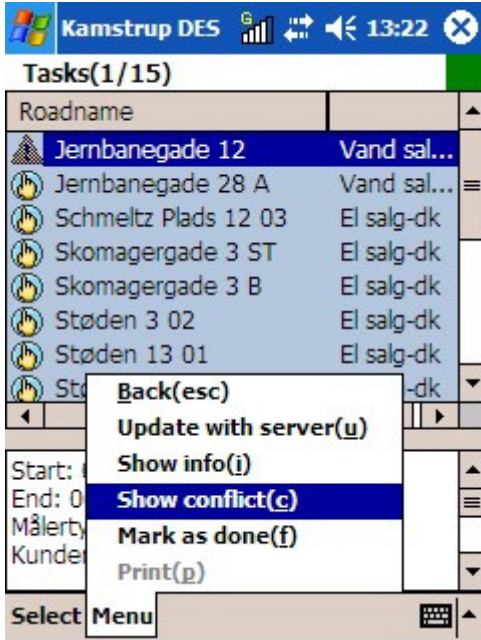 Kamstrup DES G 13:22
Tasks(1/15)
Roadname
Jernbanegade 12 Vand sal...
Jernbanegade 28 A Vand sal...
Schmeltz Plads 12 03 El salg-dk
Skomagergade 3 ST El salg-dk
Skomagergade 3 B El salg-dk
Støden 3 02 El salg-dk
Støden 13 01 El salg-dk
-dk
Back(esc)
Update with server(u)
Show info(i)
Show conflict(c)
Mark as done(f)
Print(p)
Start:
End:
Select Menu